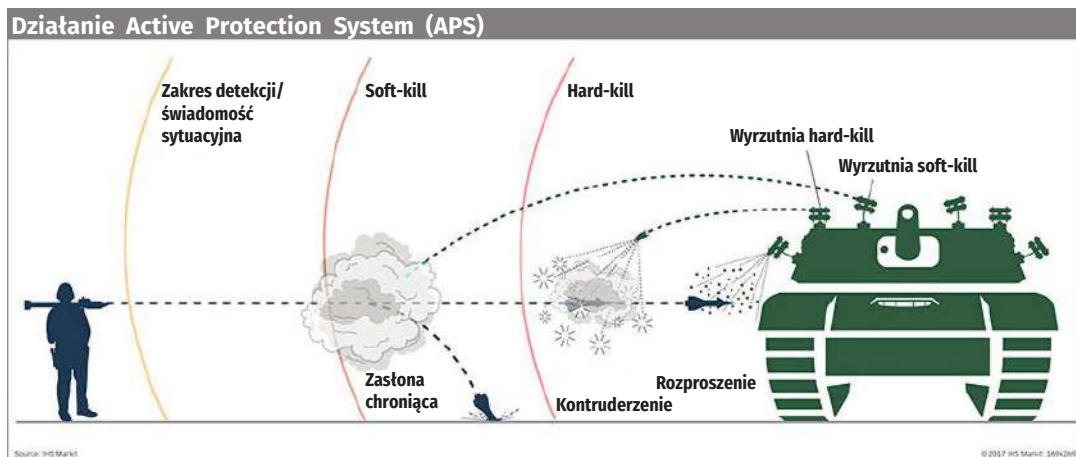 Działanie Active Protection System (APS)
Zakres detekcji/
świadomość
sytuacyjna
Soft-kill
Hard-kill
Wyrzutnia hard-kill
Wyrzutnia soft-kill
Zasłona
chroniąca
Kontruderzenie
Rozproszenie
Source: IHS Markit
© 2017 IHS Markit: 1694269